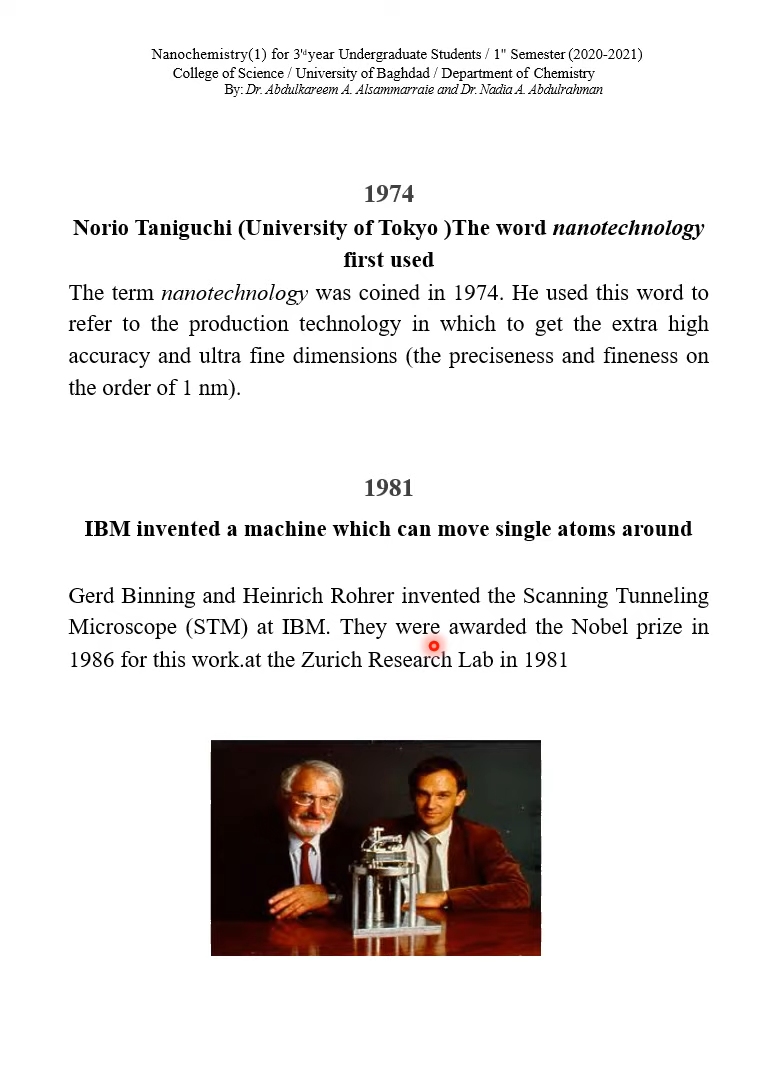 Nanochemistry(1) for 3'ᵈ year Undergraduate Students / 1" Semester (2020-2021)
College of Science / University of Baghdad / Department of Chemistry
By: Dr. Abdulkareem A. Alsammarraie and Dr. Nadia A. Abdulrahman
1974
Norio Taniguchi (University of Tokyo )The word nanotechnology
first used
The term nanotechnology was coined in 1974. He used this word to
refer to the production technology in which to get the extra high
accuracy and ultra fine dimensions (the preciseness and fineness on
the order of 1 nm).
1981
IBM invented a machine which can move single atoms around
Gerd Binning and Heinrich Rohrer invented the Scanning Tunneling
Microscope (STM) at IBM. They were awarded the Nobel prize in
1986 for this work.at the Zurich Research Lab in 1981